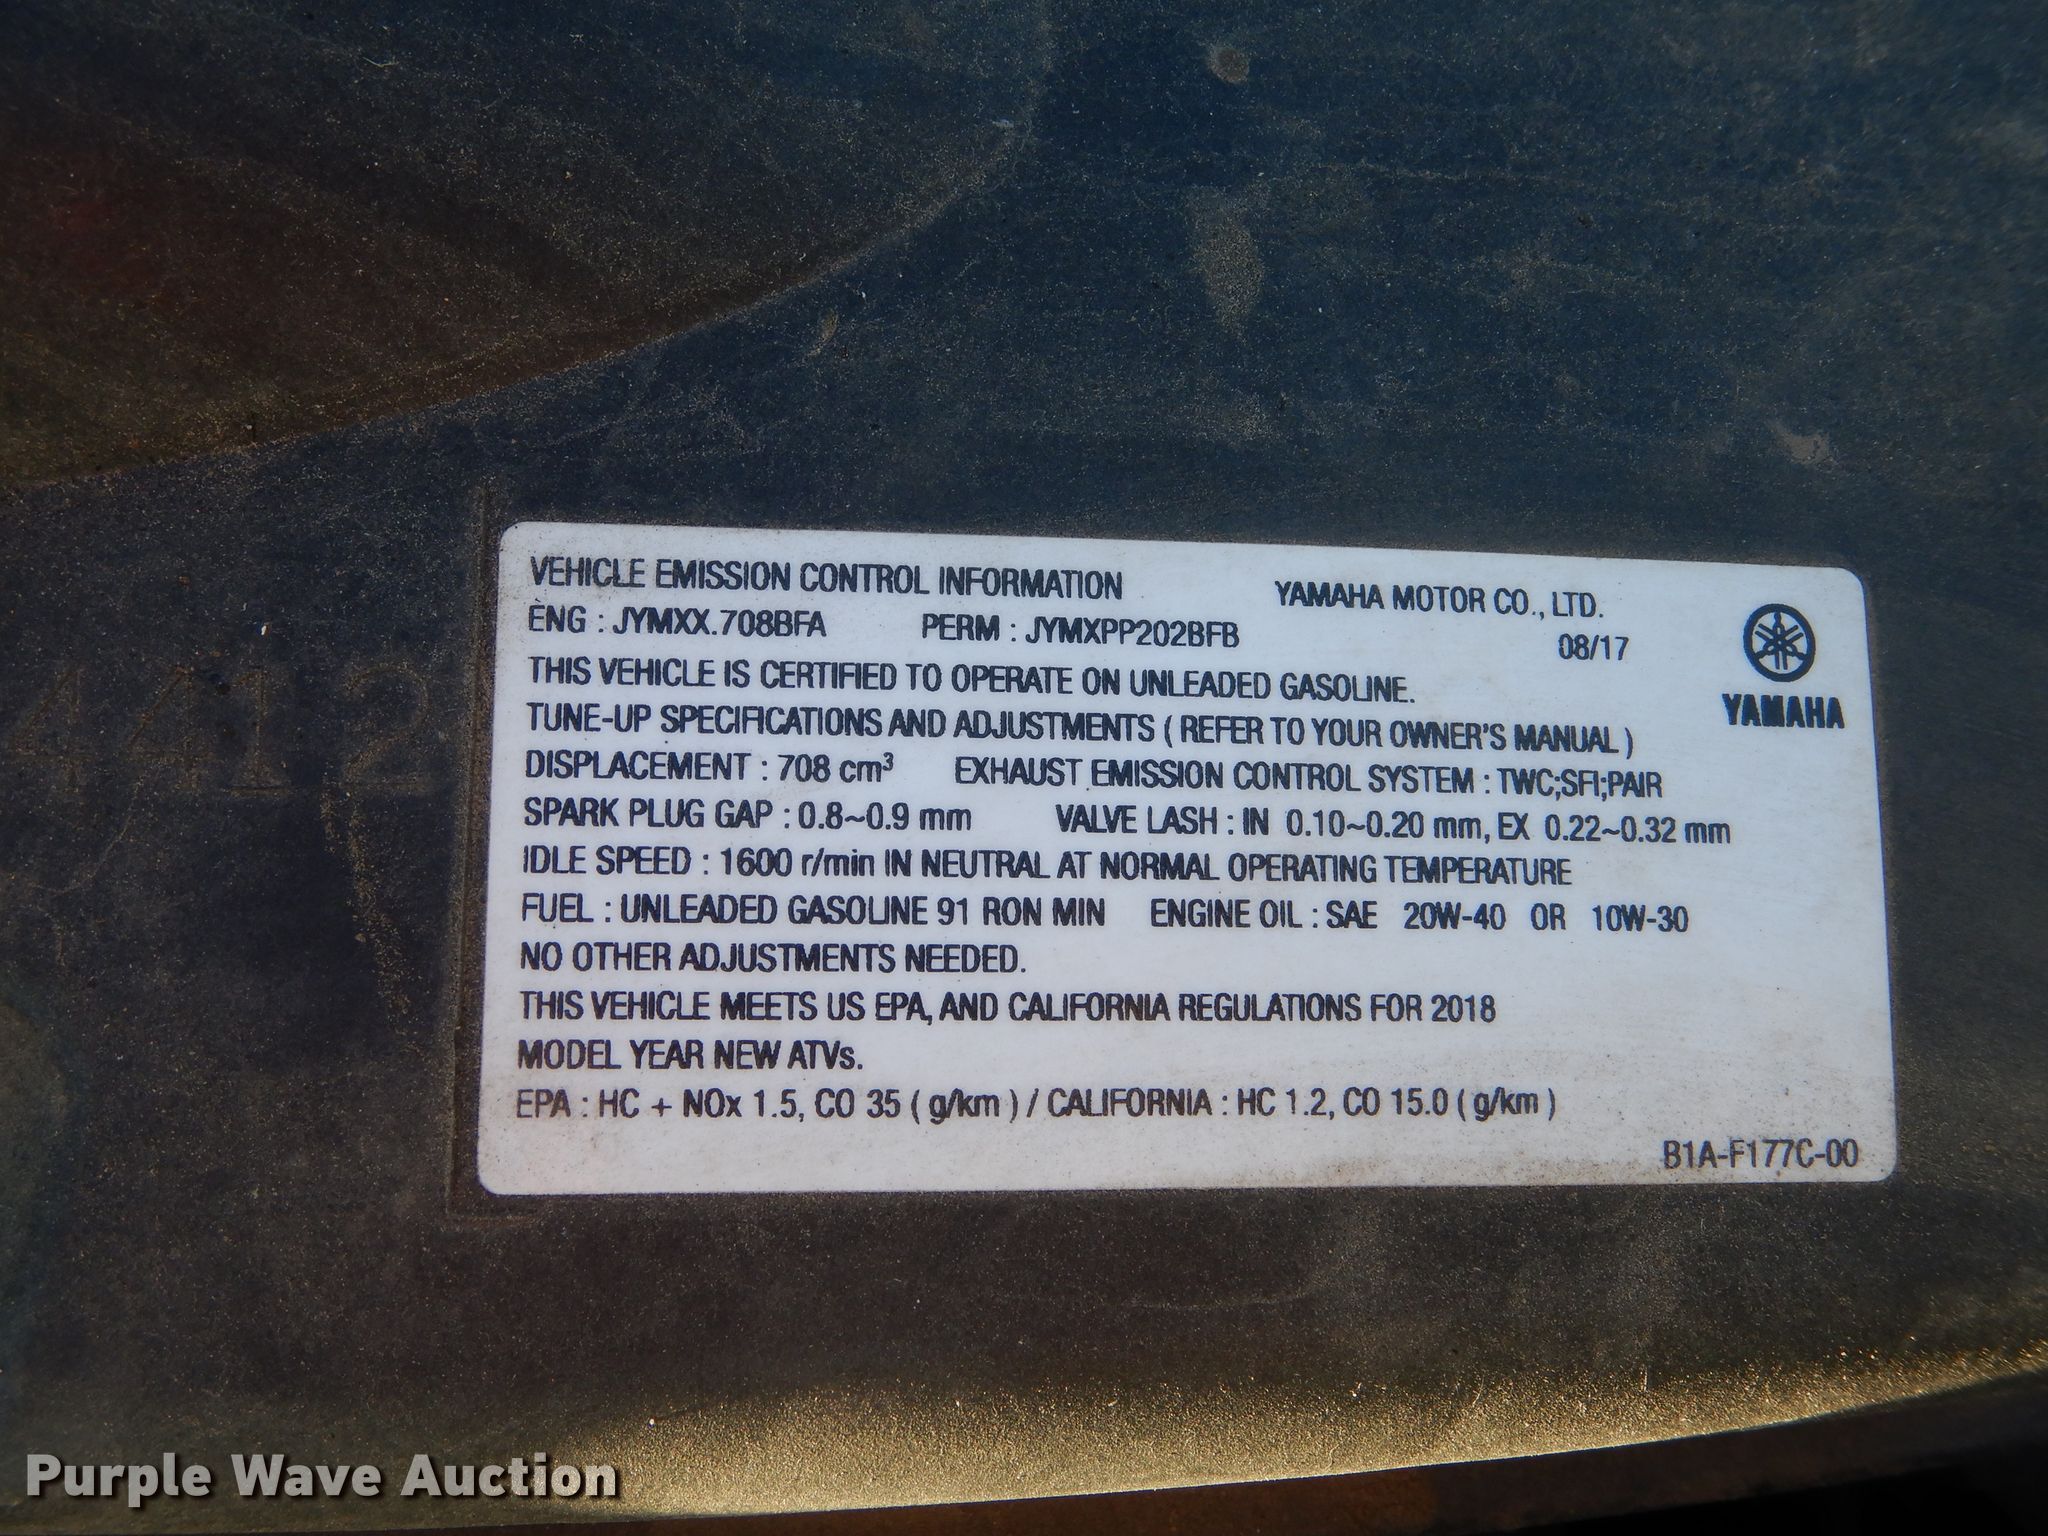 VEHICLE EMISSION CONTROL INFORMATION YAMAHA MOTOR CO., LTD.
ENG : JYMXX.708BFA PERM : JYMXPP202BFB 08/17
THIS VEHICLE IS CERTIFIED TO OPERATE ON UNLEADED GASOLINE.
YAMAHA
TUNE-UP SPECIFICATIONS AND ADJUSTMENTS ( REFER TO YOUR OWNER'S MANUAL )
DISPLACEMENT : 708 cm³ EXHAUST EMISSION CONTROL SYSTEM : TWC;SFI;PAIR
SPARK PLUG GAP : 0.8~0.9 mm VALVE LASH : IN 0.10~0.20 mm, EX 0.22~0.32 mm
IDLE SPEED : 1600 r/min IN NEUTRAL AT NORMAL OPERATING TEMPERATURE
FUEL : UNLEADED GASOLINE 91 RON MIN ENGINE OIL : SAE 20W-40 OR 10W-30
NO OTHER ADJUSTMENTS NEEDED.
THIS VEHICLE MEETS US EPA, AND CALIFORNIA REGULATIONS FOR 2018
MODEL YEAR NEW ATVs.
EPA : HC + NOx 1.5, CO 35 ( g/km ) / CALIFORNIA : HC 1.2, CO 15.0 ( g/km )
B1A-F177C-00
4412
Purple Wave Auction